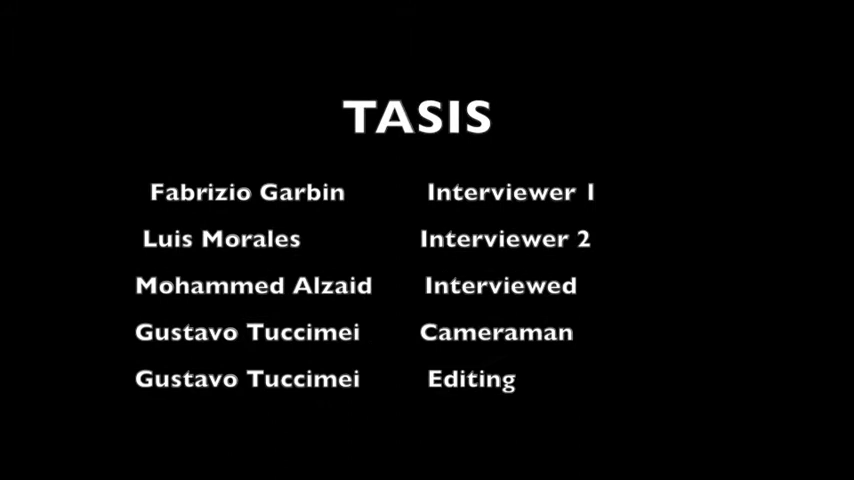 TASIS
Fabrizio Garbin Interviewer 1
Luis Morales Interviewer 2
Mohammed Alzaid Interviewed
Gustavo Tuccimei Cameraman
Gustavo Tuccimei Editing